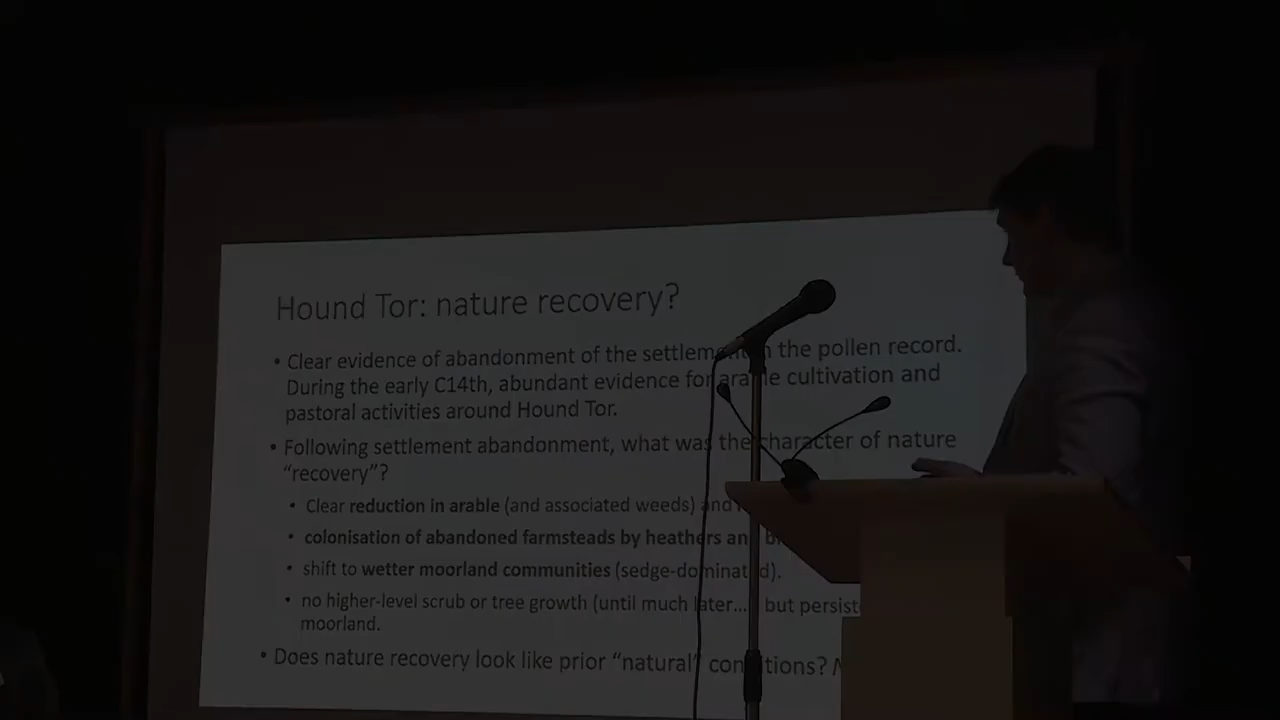 Hound Tor: nature recovery?
• Clear evidence of abandonment of the settlement in the pollen record.
During the early C14th, abundant evidence for arable cultivation and
pastoral activities around Hound Tor.
• Following settlement abandonment, what was the character of nature
“recovery”?
• Clear reduction in arable (and associated weeds) and
• colonisation of abandoned farmsteads by heathers and
• shift to wetter moorland communities (sedge-dominated).
• no higher-level scrub or tree growth (until much later... but persist
moorland.
• Does nature recovery look like prior “natural” conditions?